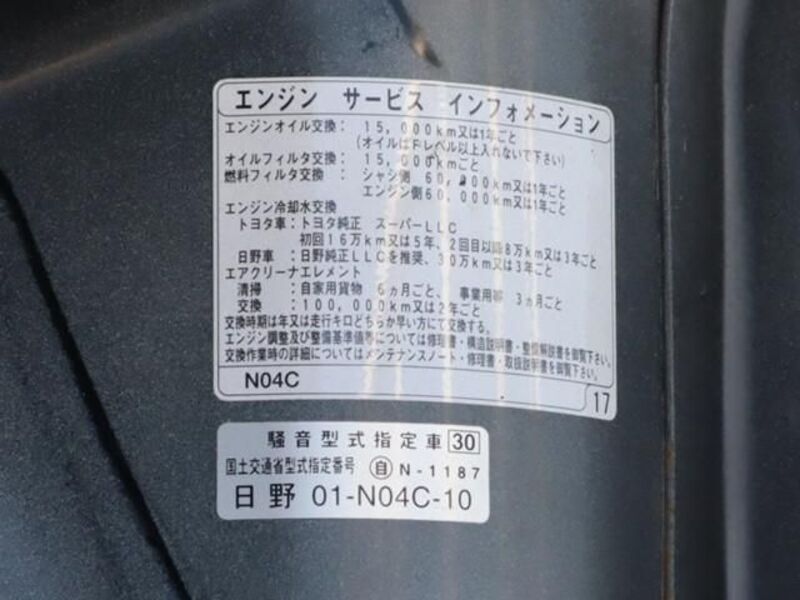 エンジン サービス インフォメーション
エンジンオイル交換： 15,000km又は1年ごと
(オイルはFレベル以上入れないで下さい)
オイルフィルタ交換： 15,000kmごと
燃料フィルタ交換 ： シャシ側 60,000km又は1年ごと
エンジン側60,000km又は1年ごと
エンジン冷却水交換
トヨタ車：トヨタ純正 スーパーLLC
初回16万km又は5年、2回目以降8万km又は3年ごと
日野車 ：日野純正LLCを推奨、30万km又は3年ごと
エアクリーナエレメント
清掃 ：自家用貨物 6ヵ月ごと、 事業用等 3ヵ月ごと
交換 ：100,000km又は2年ごと
交換時期は年又は走行キロどちらか早い方にて交換する。
エンジン調整及び整備基準値等については修理書・構造説明書・整備解説書を御覧下さい。
交換作業時の詳細についてはメンテナンスノート・修理書・取扱説明書を御覧下さい。
N04C
17
騒音型式指定車 30
国土交通省型式指定番号 自 N-1187
日野 01-N04C-10